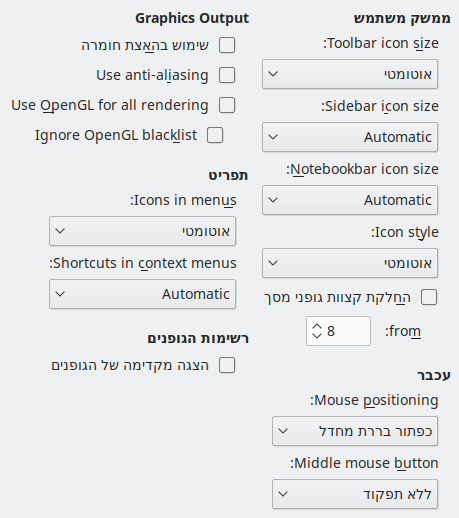 ממשק משתמש
Toolbar icon size:
אוטומטי
Sidebar icon size:
Automatic
Notebookbar icon size:
Automatic
Icon style:
אוטומטי
החלקת קצוות גופני מסך
from:
8
עכבר
Mouse positioning:
כפתור בררת מחדל
Middle mouse button:
ללא תפקוד
Graphics Output
שימוש בהאצת חומרה
Use anti-aliasing
Use OpenGL for all rendering
Ignore OpenGL blacklist
תפריט
Icons in menus:
אוטומטי
Shortcuts in context menus:
Automatic
רשימות הגופנים
הצגה מקדימה של הגופנים